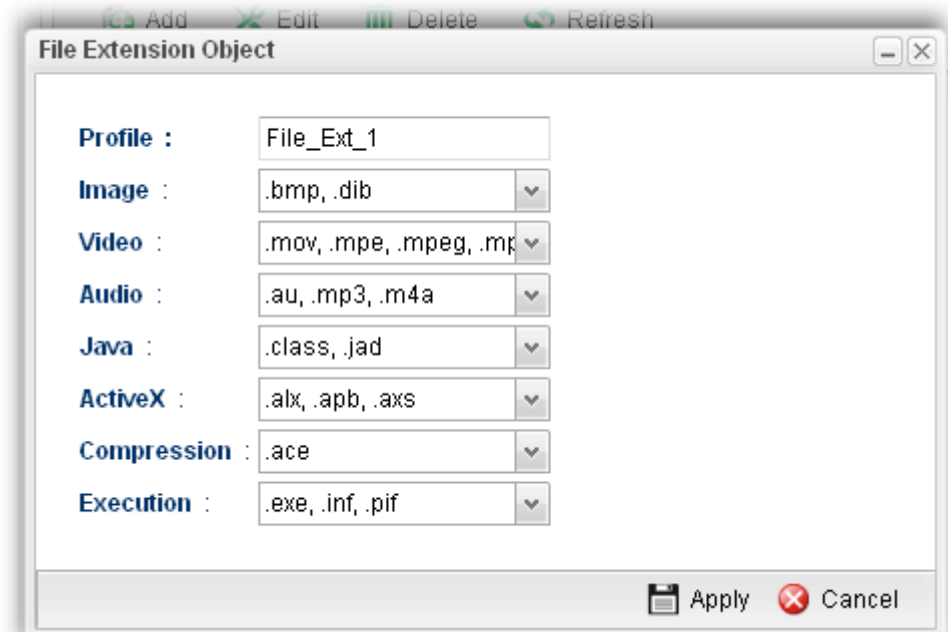 Add Edit Delete Refresh
File Extension Object
Profile : File_Ext_1
Image : .bmp, .dib
Video : .mov, .mpe, .mpeg, .mp
Audio : .au, .mp3, .m4a
Java : .class, .jad
ActiveX : .alx, .apb, .axs
Compression : .ace
Execution : .exe, .inf, .pif
Apply Cancel